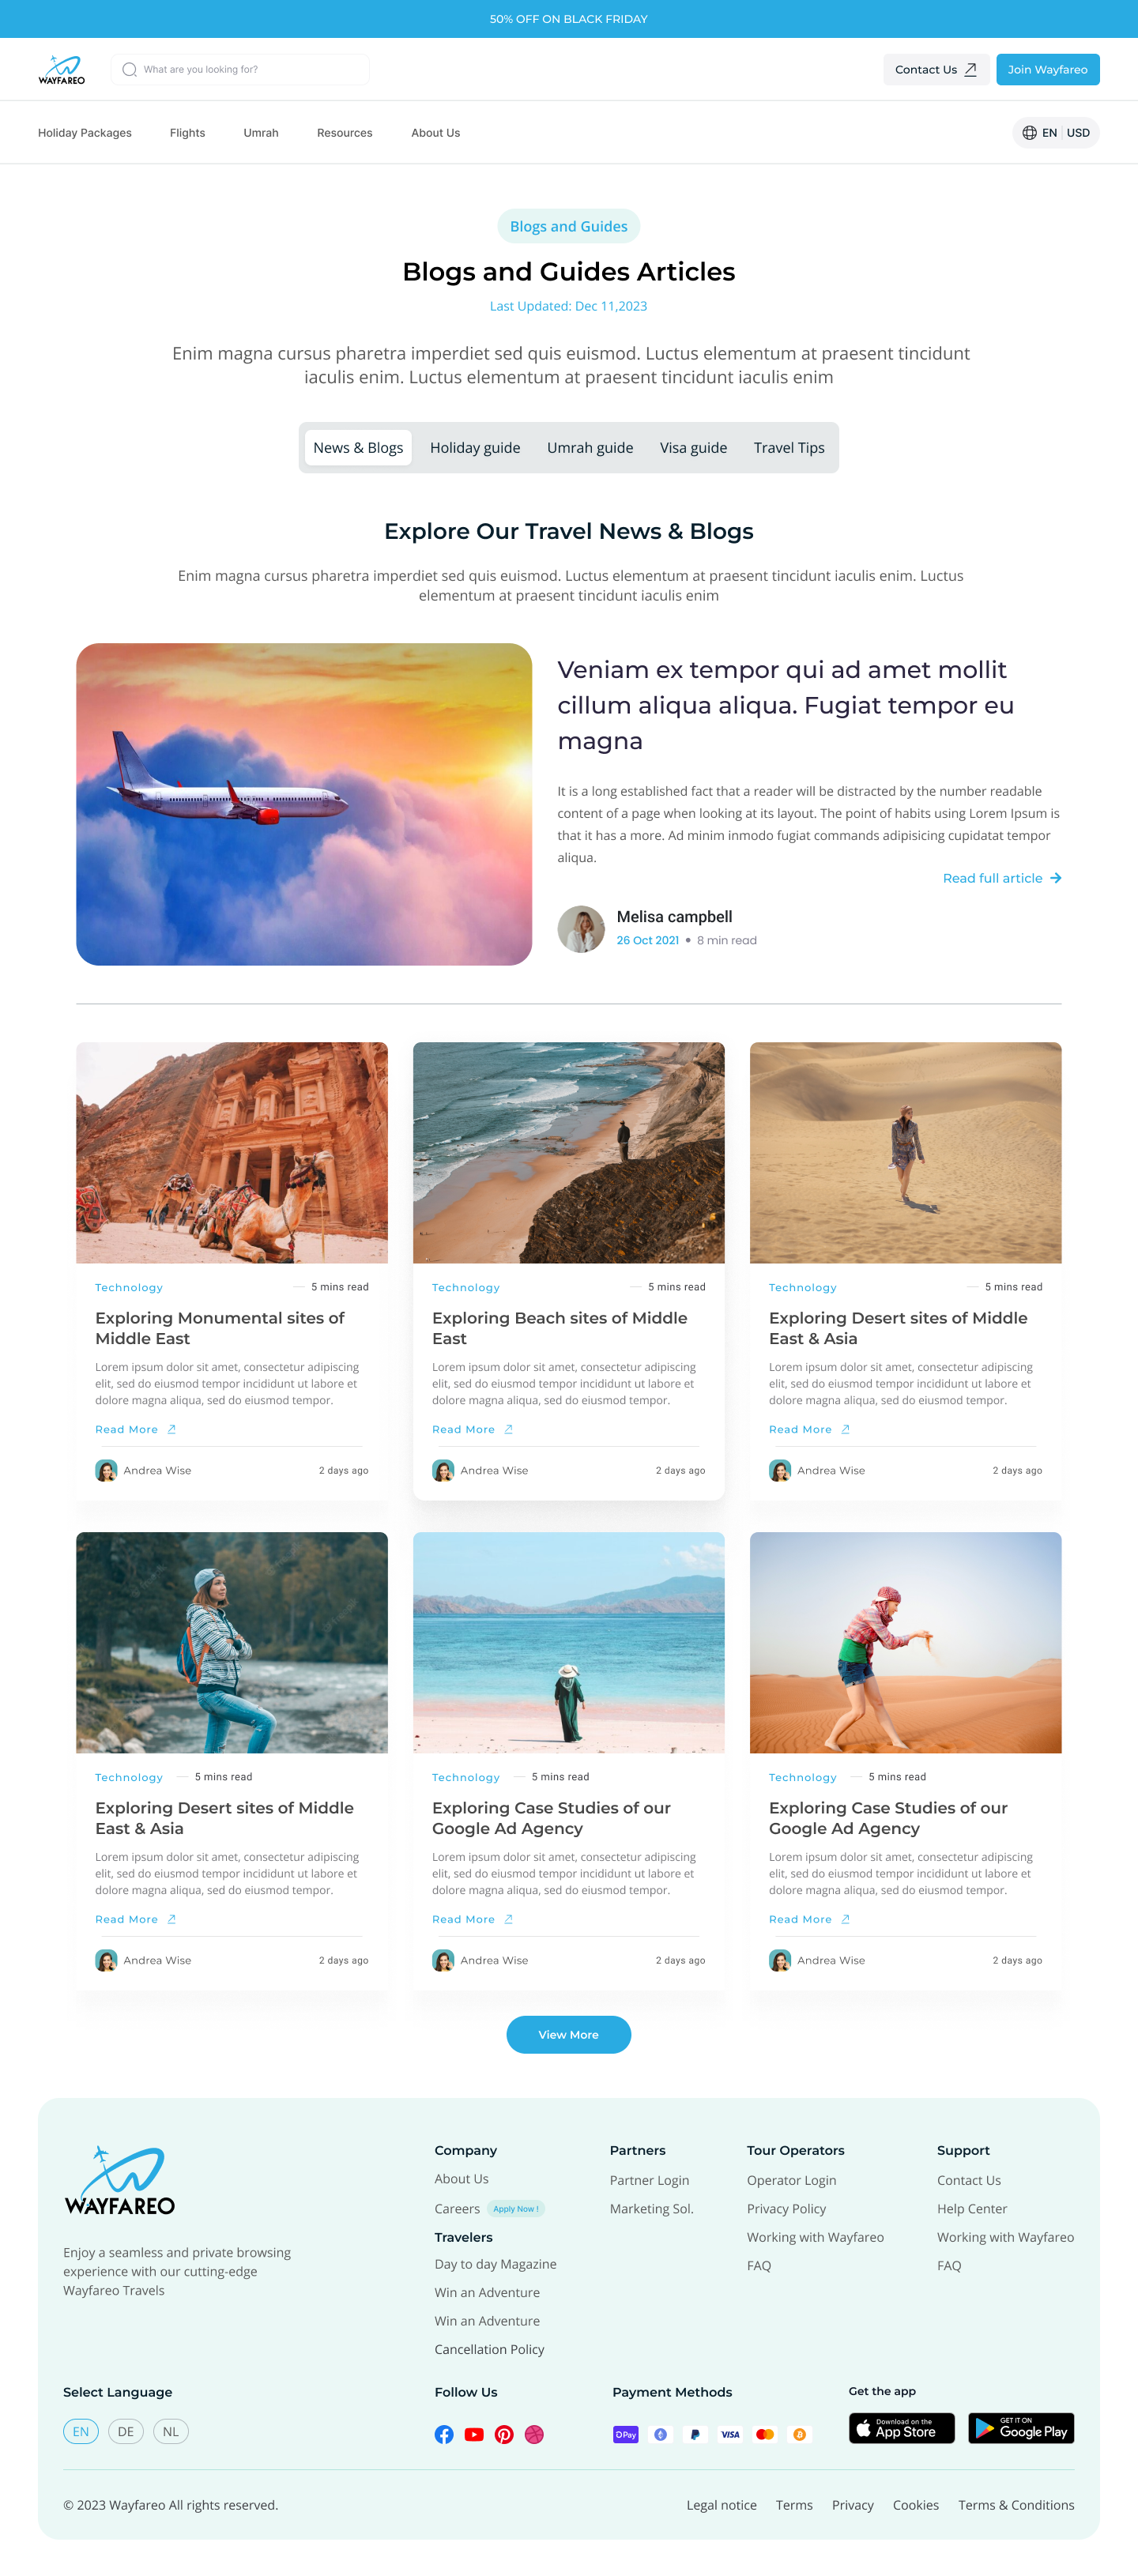 50% OFF ON BLACK FRIDAY
WAYFAREO
What are you looking for?
Contact Us
Join Wayfareo
Holiday Packages
Flights
Umrah
Resources
About Us
EN
USD
Blogs and Guides
Blogs and Guides Articles
Last Updated: Dec 11,2023
Enim magna cursus pharetra imperdiet sed quis euismod. Luctus elementum at praesent tincidunt
iaculis enim. Luctus elementum at praesent tincidunt iaculis enim
News & Blogs
Holiday guide
Umrah guide
Visa guide
Travel Tips
Explore Our Travel News & Blogs
Enim magna cursus pharetra imperdiet sed quis euismod. Luctus elementum at praesent tincidunt iaculis enim. Luctus
elementum at praesent tincidunt iaculis enim
Veniam ex tempor qui ad amet mollit
cillum aliqua aliqua. Fugiat tempor eu
magna
It is a long established fact that a reader will be distracted by the number readable
content of a page when looking at its layout. The point of habits using Lorem Ipsum is
that it has a more. Ad minim inmodo fugiat commands adipisicing cupidatat tempor
aliqua.
Read full article
Melisa campbell
26 Oct 2021 • 8 min read
Technology
5 mins read
Exploring Monumental sites of
Middle East
Lorem ipsum dolor sit amet, consectetur adipiscing
elit, sed do eiusmod tempor incididunt ut labore et
dolore magna aliqua, sed do eiusmod tempor.
Read More
Andrea Wise
2 days ago
Technology
5 mins read
Exploring Beach sites of Middle
East
Lorem ipsum dolor sit amet, consectetur adipiscing
elit, sed do eiusmod tempor incididunt ut labore et
dolore magna aliqua, sed do eiusmod tempor.
Read More
Andrea Wise
2 days ago
Technology
5 mins read
Exploring Desert sites of Middle
East & Asia
Lorem ipsum dolor sit amet, consectetur adipiscing
elit, sed do eiusmod tempor incididunt ut labore et
dolore magna aliqua, sed do eiusmod tempor.
Read More
Andrea Wise
2 days ago
Technology
5 mins read
Exploring Desert sites of Middle
East & Asia
Lorem ipsum dolor sit amet, consectetur adipiscing
elit, sed do eiusmod tempor incididunt ut labore et
dolore magna aliqua, sed do eiusmod tempor.
Read More
Andrea Wise
2 days ago
Technology
5 mins read
Exploring Case Studies of our
Google Ad Agency
Lorem ipsum dolor sit amet, consectetur adipiscing
elit, sed do eiusmod tempor incididunt ut labore et
dolore magna aliqua, sed do eiusmod tempor.
Read More
Andrea Wise
2 days ago
Technology
5 mins read
Exploring Case Studies of our
Google Ad Agency
Lorem ipsum dolor sit amet, consectetur adipiscing
elit, sed do eiusmod tempor incididunt ut labore et
dolore magna aliqua, sed do eiusmod tempor.
Read More
Andrea Wise
2 days ago
View More
WAYFAREO
Enjoy a seamless and private browsing
experience with our cutting-edge
Wayfareo Travels
Company
About Us
Careers
Apply Now !
Travelers
Day to day Magazine
Win an Adventure
Win an Adventure
Cancellation Policy
Partners
Partner Login
Marketing Sol.
Tour Operators
Operator Login
Privacy Policy
Working with Wayfareo
FAQ
Support
Contact Us
Help Center
Working with Wayfareo
FAQ
Select Language
EN
DE
NL
Follow Us
Payment Methods
Pay
VISA
Get the app
Download on the
App Store
GET IT ON
Google Play
© 2023 Wayfareo All rights reserved.
Legal notice
Terms
Privacy
Cookies
Terms & Conditions